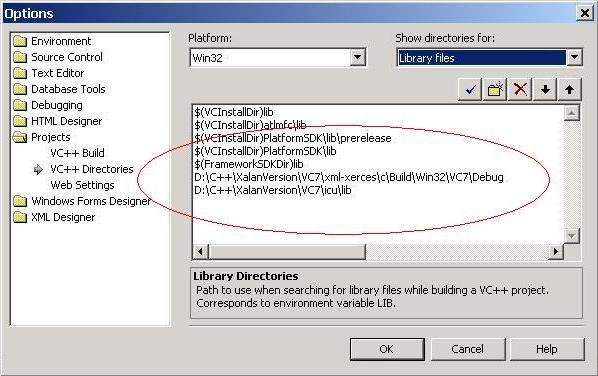 Options
Environment
Source Control
Text Editor
Database Tools
Debugging
HTML Designer
Projects
VC++ Build
VC++ Directories
Web Settings
Windows Forms Designer
XML Designer
Platform:
Win32
Show directories for:
Library files
$(VCInstallDir)lib
$(VCInstallDir)atlmfc\lib
$(VCInstallDir)PlatformSDK\lib\prerelease
$(VCInstallDir)PlatformSDK\lib
$(FrameworkSDKDir)lib
D:\C++\XalanVersion\VC7\xml-xerces\c\Build\Win32\VC7\Debug
D:\C++\XalanVersion\VC7\icu\lib
Library Directories
Path to use when searching for library files while building a VC++ project.
Corresponds to environment variable LIB.
OK
Cancel
Help